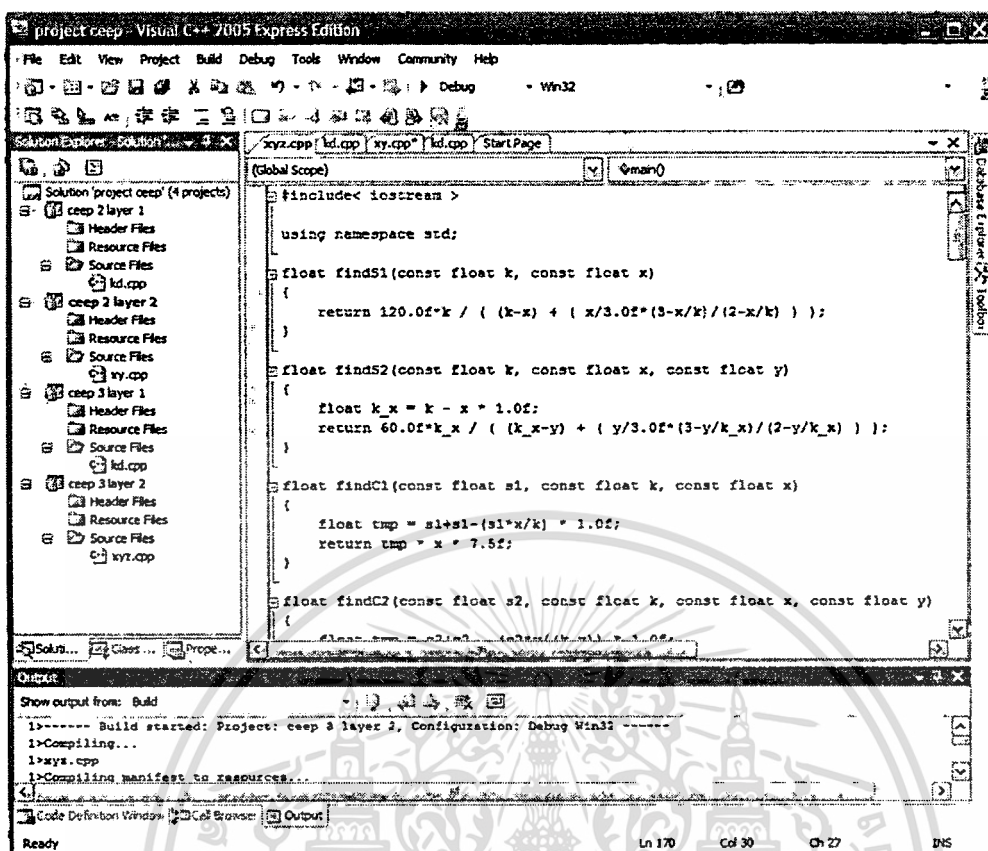 project ceep - Visual C++ 2005 Express Edition
File Edit View Project Build Debug Tools Window Community Help
Debug Win32
Solution Explorer - Solution
xyz.cpp kd.cpp xy.cpp* kd.cpp Start Page
(Global Scope) main()
Solution 'project ceep' (4 projects)
ceep 2 layer 1
Header Files
Resource Files
Source Files
kd.cpp
ceep 2 layer 2
Header Files
Resource Files
Source Files
xy.cpp
ceep 3 layer 1
Header Files
Resource Files
Source Files
kd.cpp
ceep 3 layer 2
Header Files
Resource Files
Source Files
xyz.cpp
Soluti... Class ... Prope...
#include< iostream >
using namespace std;
float findS1(const float k, const float x)
{
return 120.0f*k / ( (k-x) + ( x/3.0f*(3-x/k)/(2-x/k) ) );
}
float findS2(const float k, const float x, const float y)
{
float k_x = k - x * 1.0f;
return 60.0f*k_x / ( (k_x-y) + ( y/3.0f*(3-y/k_x)/(2-y/k_x) ) );
}
float findC1(const float s1, const float k, const float x)
{
float tmp = s1+s1-(s1*x/k) * 1.0f;
return tmp * x * 7.5f;
}
float findC2(const float s2, const float k, const float x, const float y)
{
Database Explorer Toolbox
Output
Show output from: Build
1>------ Build started: Project: ceep 3 layer 2, Configuration: Debug Win32 ------
1>Compiling...
1>xyz.cpp
1>Compiling manifest to resources...
Code Definition Window Call Browser Output
Ready Ln 170 Col 30 Ch 27 INS